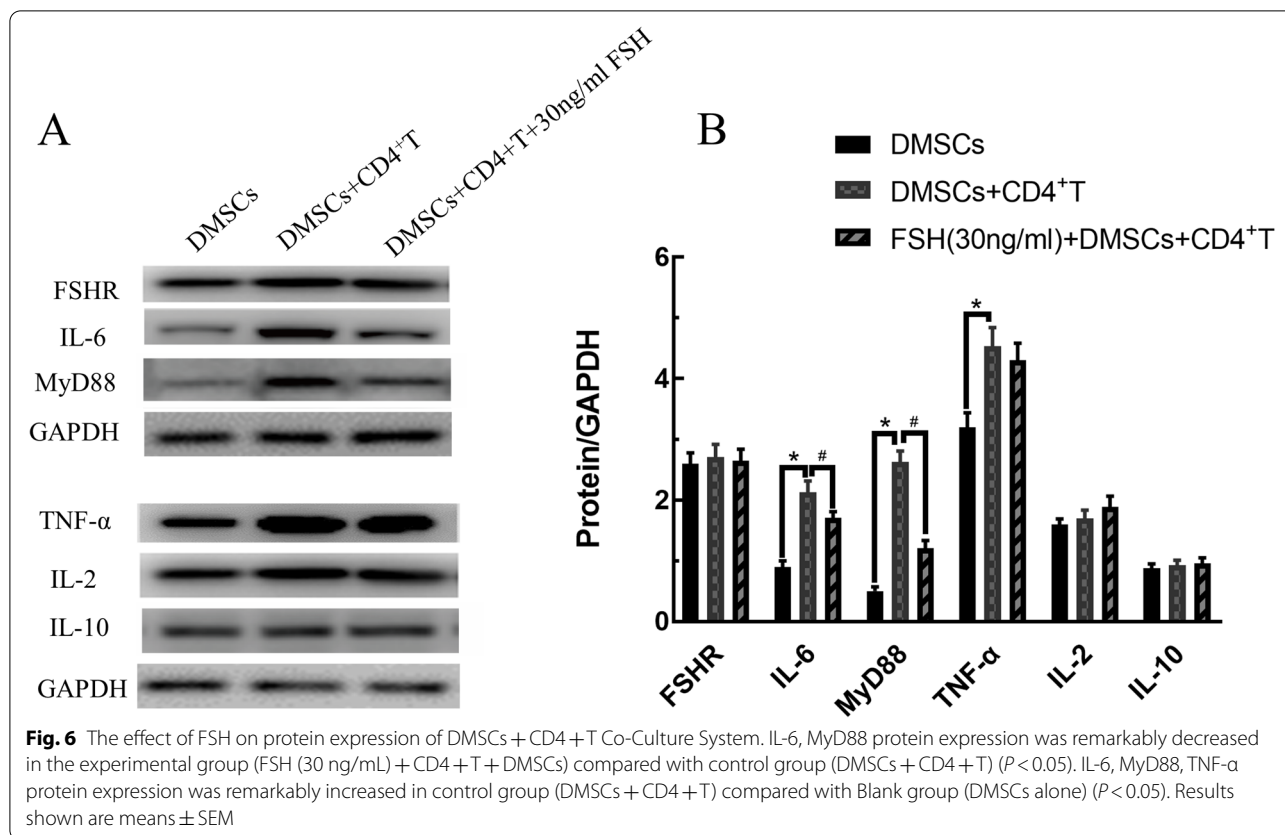 A
DMSCs
DMSCs+CD4⁺T
DMSCs+CD4+T+30ng/ml FSH
FSHR
IL-6
MyD88
GAPDH
TNF-α
IL-2
IL-10
GAPDH
B
DMSCs
DMSCs+CD4⁺T
FSH(30ng/ml)+DMSCs+CD4⁺T
Protein/GAPDH
6
4
2
0
* #
* #
*
FSHR
IL-6
MyD88
TNF-α
IL-2
IL-10
Fig. 6 The effect of FSH on protein expression of DMSCs + CD4 + T Co-Culture System. IL-6, MyD88 protein expression was remarkably decreased
in the experimental group (FSH (30 ng/mL) + CD4 + T + DMSCs) compared with control group (DMSCs + CD4 + T) (P < 0.05). IL-6, MyD88, TNF-α
protein expression was remarkably increased in control group (DMSCs + CD4 + T) compared with Blank group (DMSCs alone) (P < 0.05). Results
shown are means ± SEM